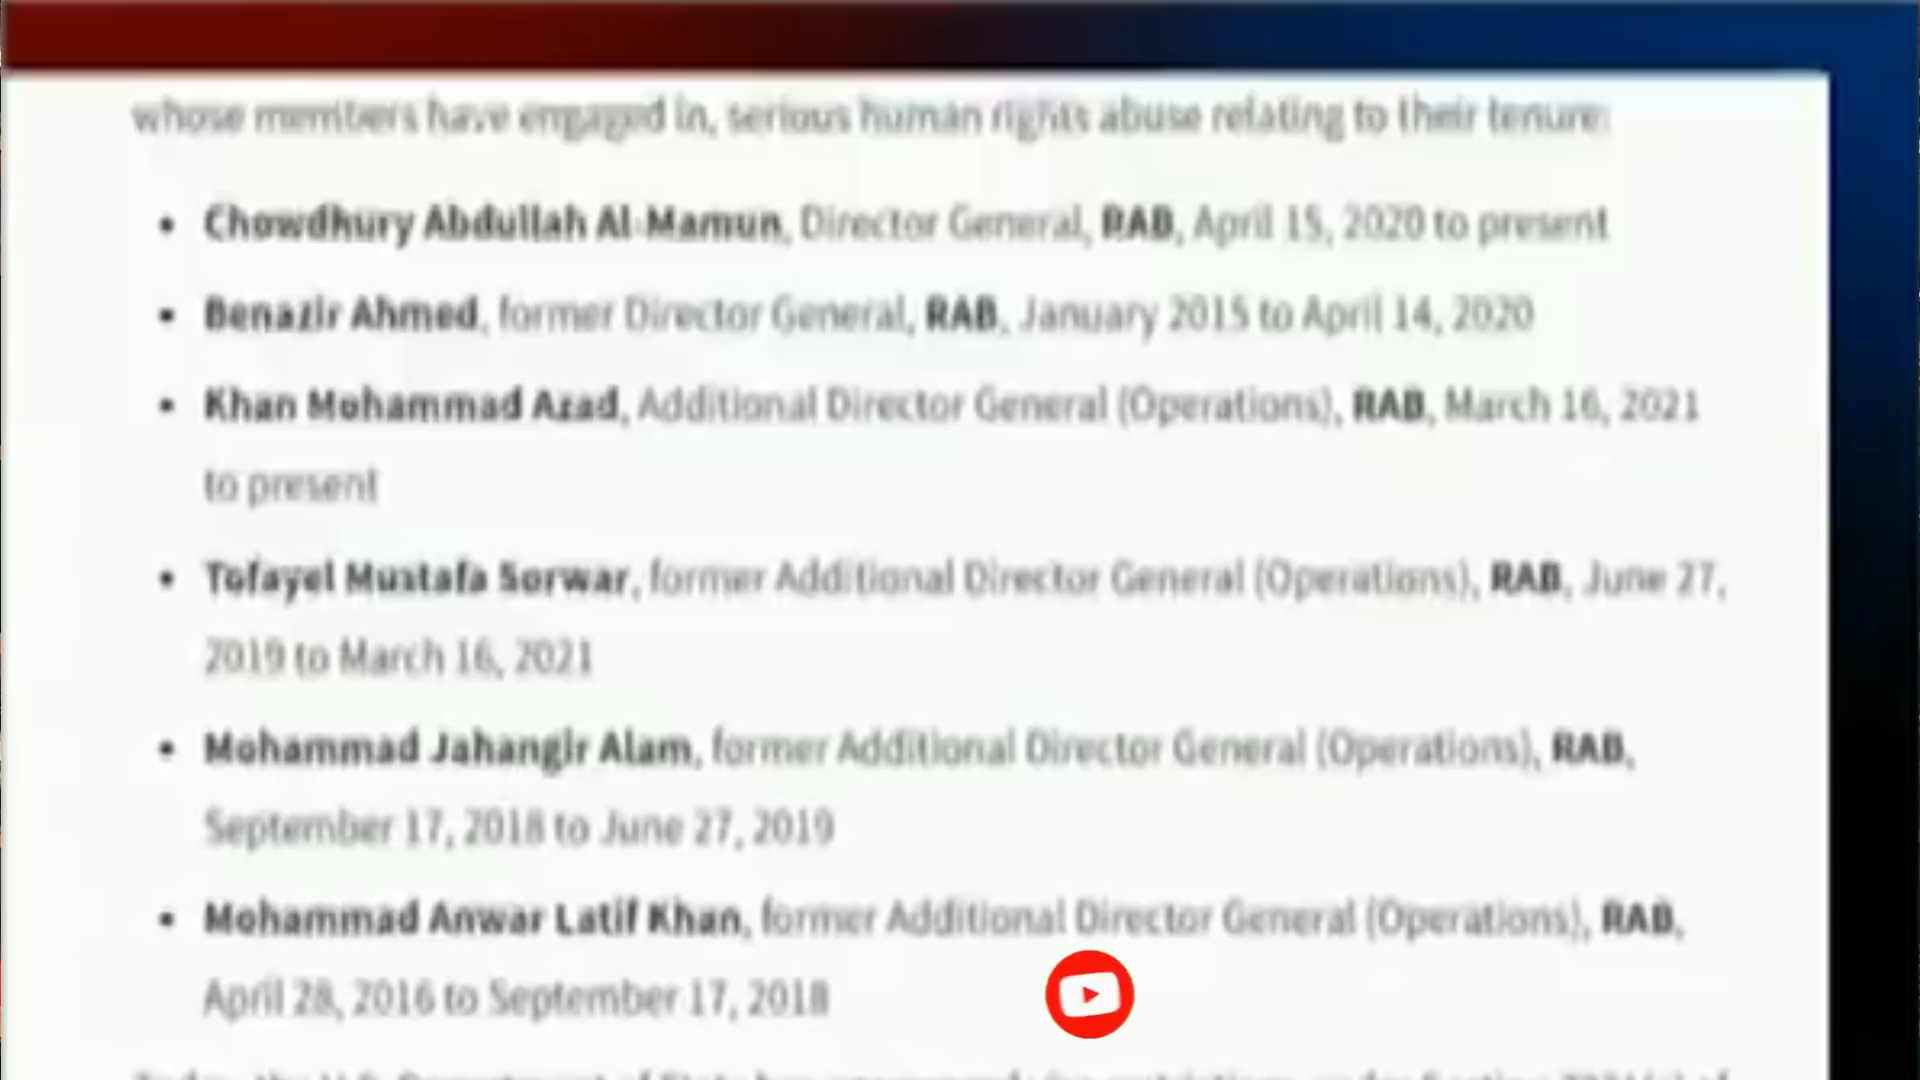 whose members have engaged in, serious human rights abuse relating to their tenure:
• Chowdhury Abdullah Al-Mamun, Director General, RAB, April 15, 2020 to present
• Benazir Ahmed, former Director General, RAB, January 2015 to April 14, 2020
• Khan Mohammad Azad, Additional Director General (Operations), RAB, March 16, 2021
to present
• Tofayel Mustafa Sorwar, former Additional Director General (Operations), RAB, June 27,
2019 to March 16, 2021
• Mohammad Jahangir Alam, former Additional Director General (Operations), RAB,
September 17, 2018 to June 27, 2019
• Mohammad Anwar Latif Khan, former Additional Director General (Operations), RAB,
April 28, 2016 to September 17, 2018